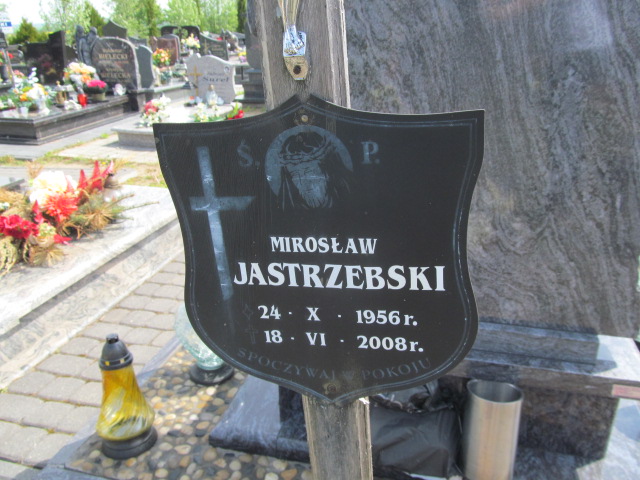 Ś. P.
MIROSŁAW
JASTRZEBSKI
24 · X · 1956 r.
18 · VI · 2008 r.
SPOCZYWAJ W POKOJU